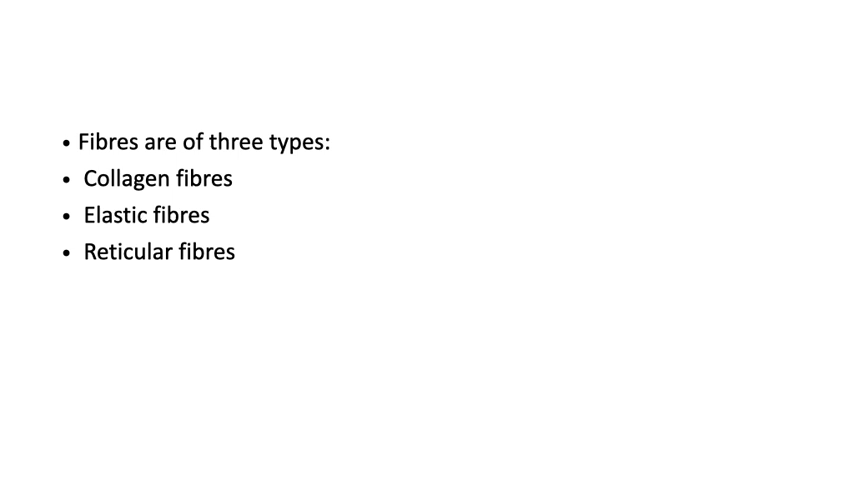 • Fibres are of three types:
• Collagen fibres
• Elastic fibres
• Reticular fibres